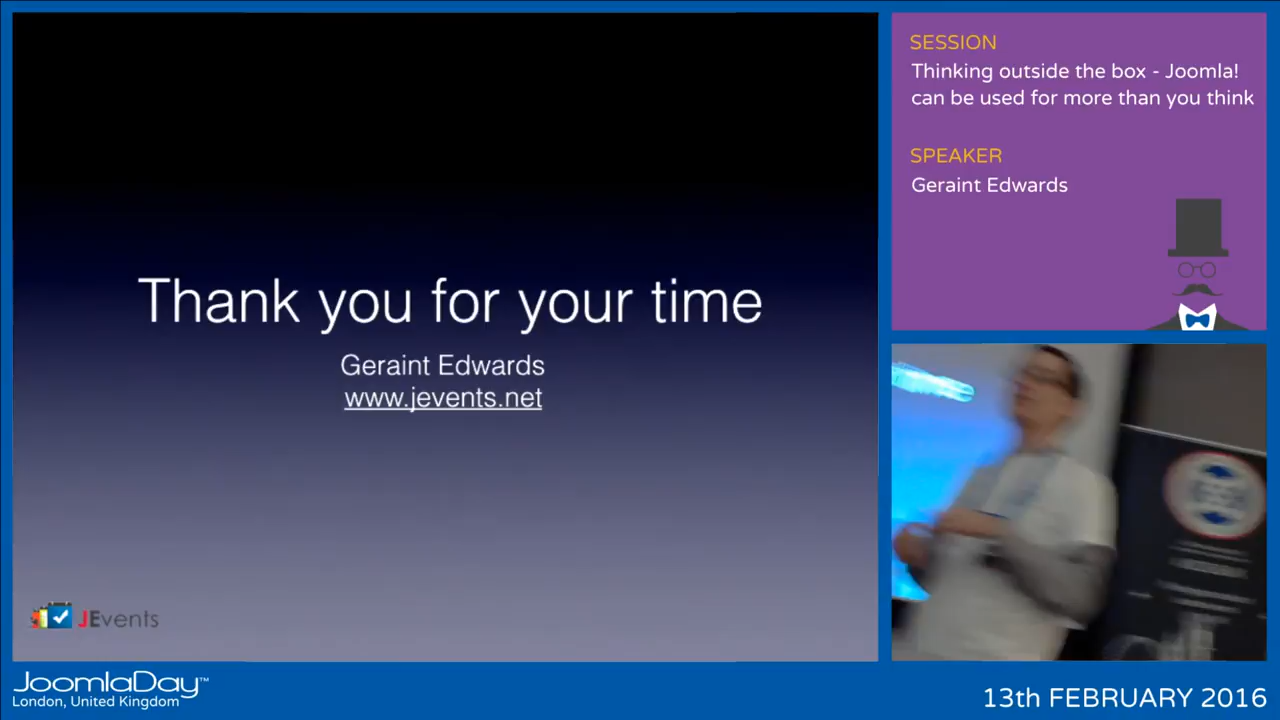 Thank you for your time
Geraint Edwards
www.jevents.net
JEvents
SESSION
Thinking outside the box - Joomla!
can be used for more than you think
SPEAKER
Geraint Edwards
JoomlaDay™
London, United Kingdom
13th FEBRUARY 2016